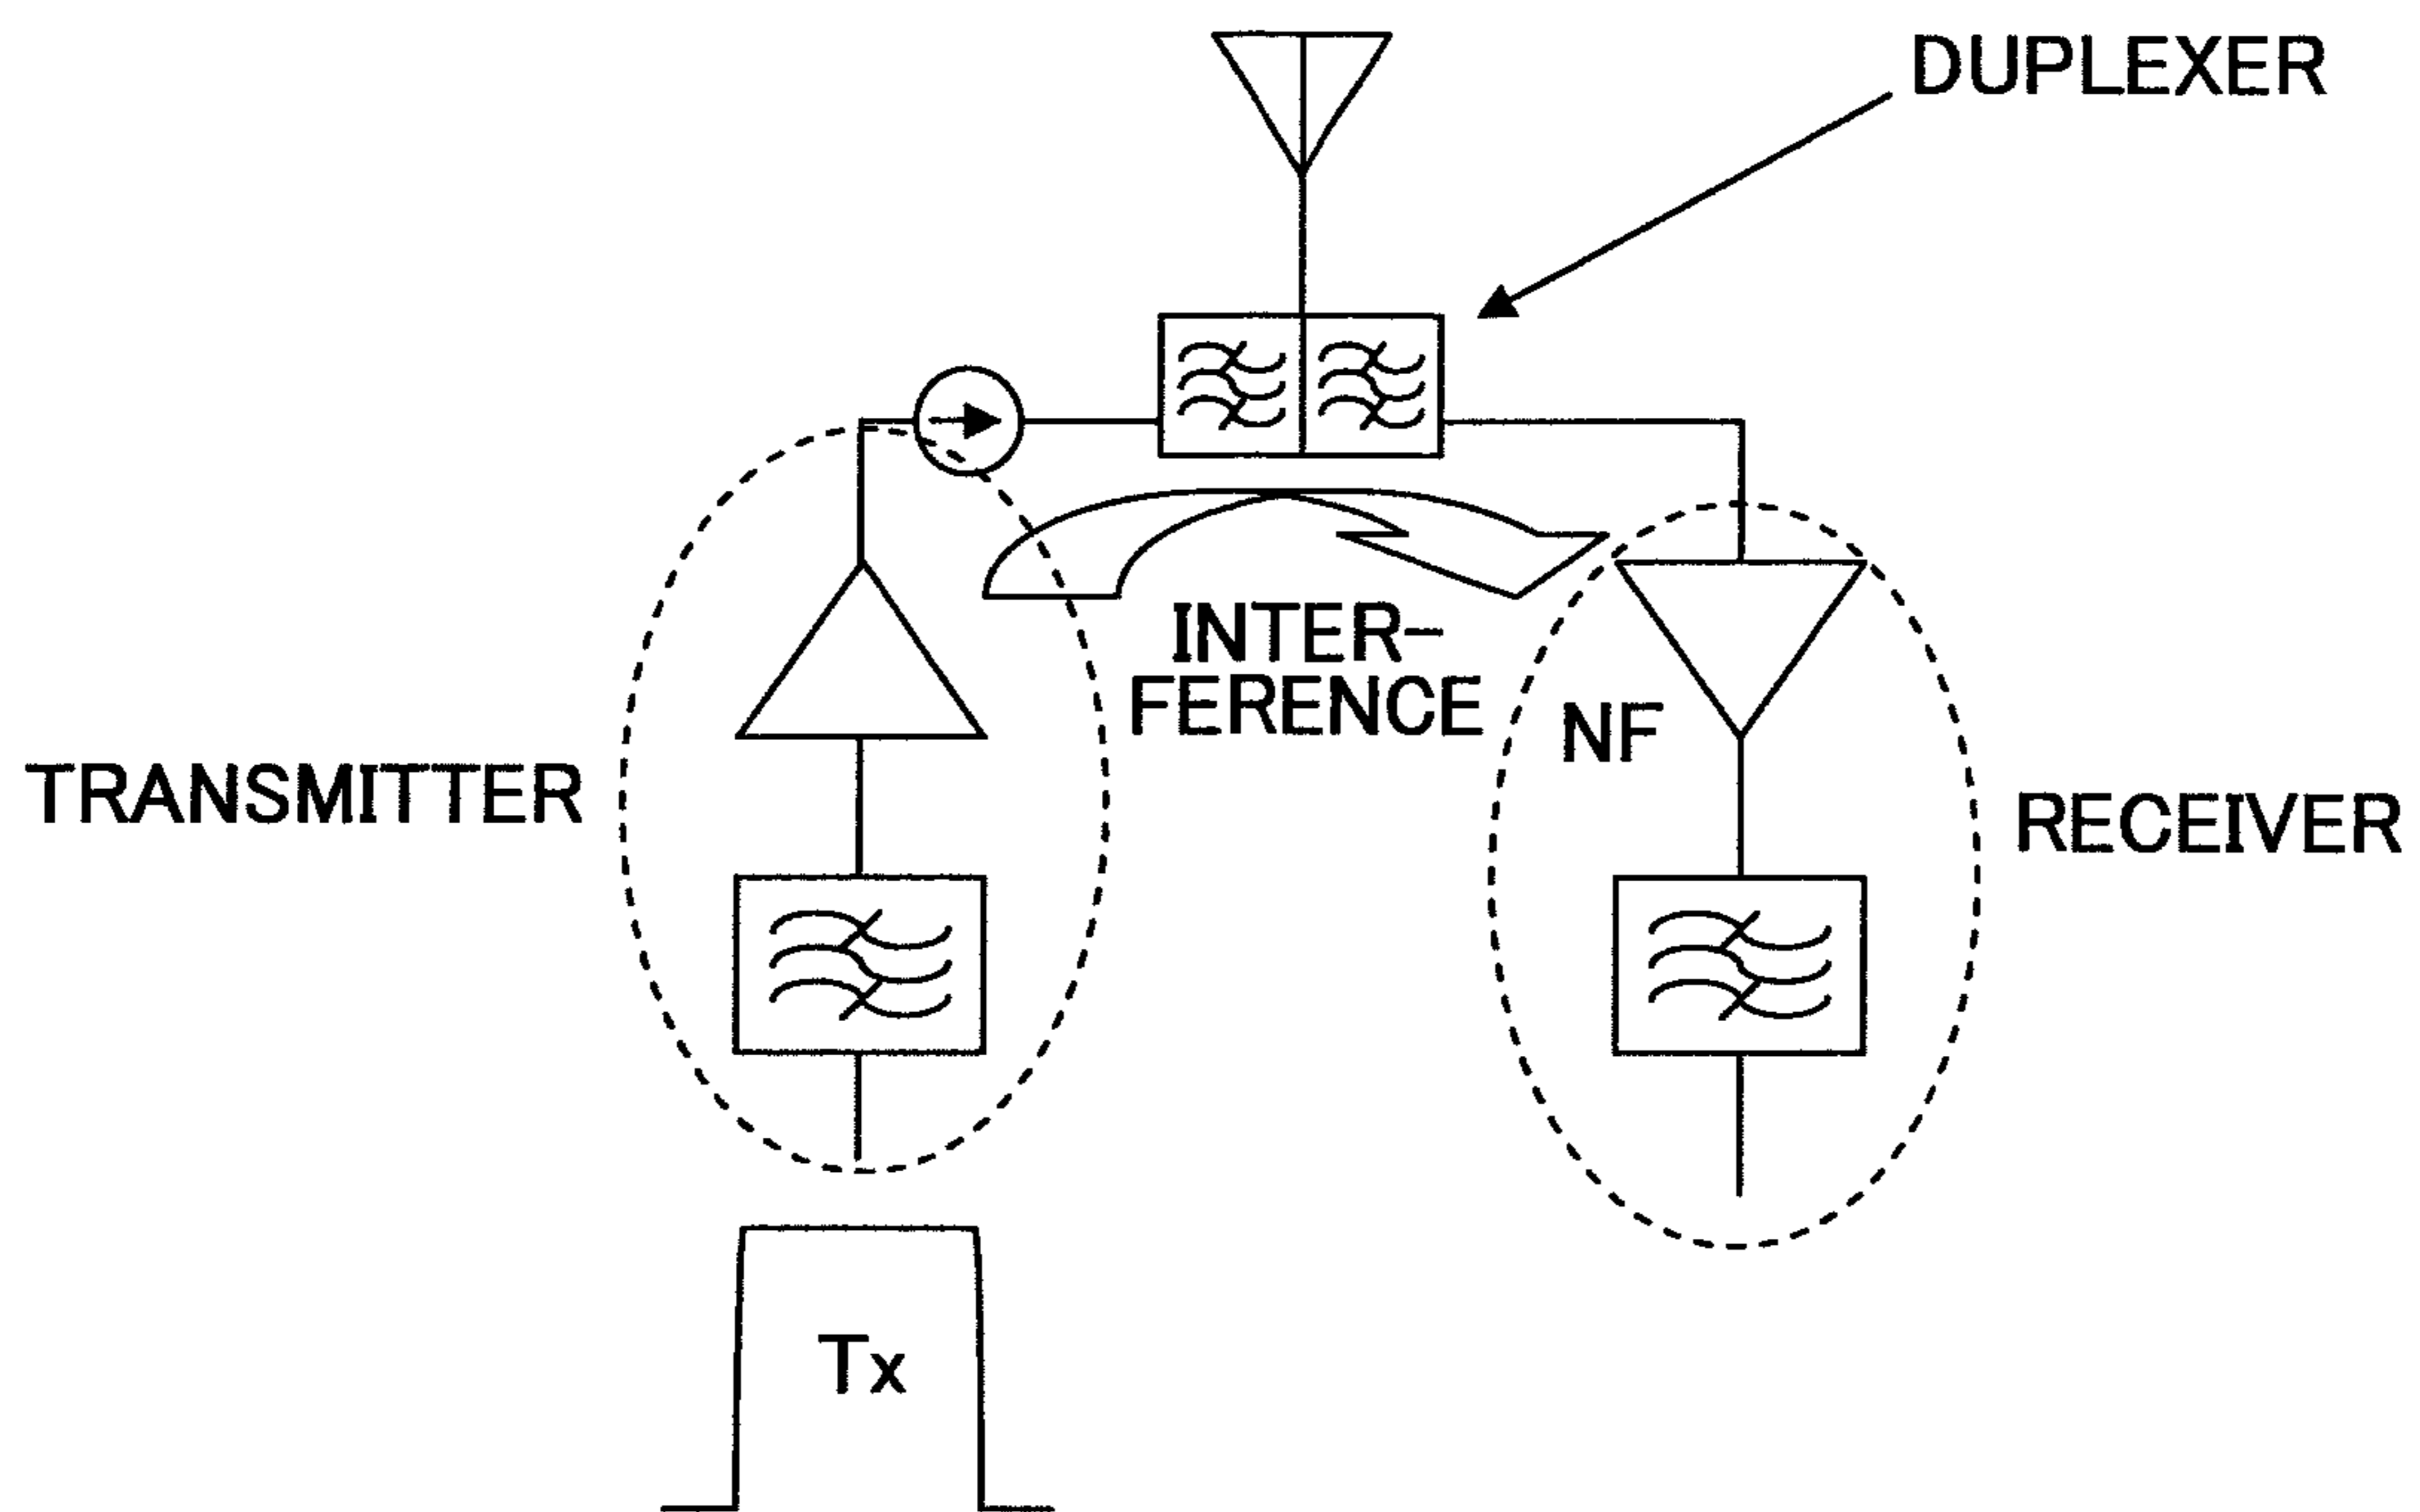 DUPLEXER
INTER-
FERENCE
NF
TRANSMITTER
RECEIVER
Tx